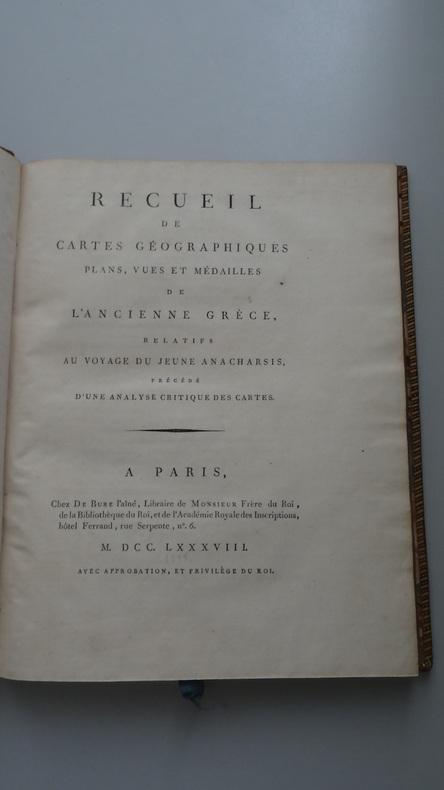 RECUEIL
DE
CARTES GÉOGRAPHIQUES
PLANS, VUES ET MÉDAILLES
DE
L'ANCIENNE GRÈCE,
RELATIFS
AU VOYAGE DU JEUNE ANACHARSIS,
PRÉCÉDÉ
D'UNE ANALYSE CRITIQUE DES CARTES.
A PARIS,
Chez DE BURE l'aîné, Libraire de MONSIEUR Frère du Roi,
de la Bibliothèque du Roi, et de l'Académie Royale des Inscriptions,
hôtel Ferrand, rue Serpente, nº. 6.
M. DCC. LXXXVIII.
AVEC APPROBATION, ET PRIVILÈGE DU ROI.